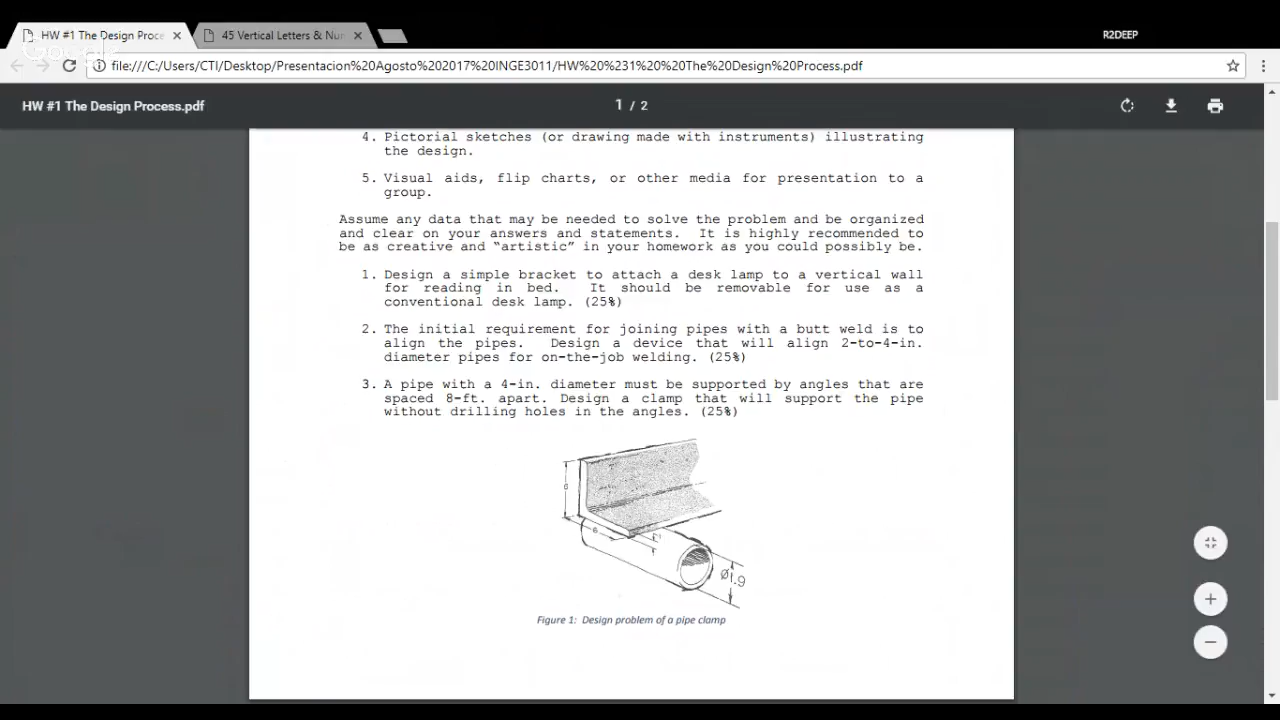 HW #1 The Design Proce
45 Vertical Letters & Nu
R2DEEP
Google
file:///C:/Users/CTI/Desktop/Presentacion%20Agosto%202017%20INGE3011/HW%20%231%20%20The%20Design%20Process.pdf
HW #1 The Design Process.pdf
1 / 2
4. Pictorial sketches (or drawing made with instruments) illustrating
the design.
5. Visual aids, flip charts, or other media for presentation to a
group.
Assume any data that may be needed to solve the problem and be organized
and clear on your answers and statements. It is highly recommended to
be as creative and “artistic” in your homework as you could possibly be.
1. Design a simple bracket to attach a desk lamp to a vertical wall
for reading in bed. It should be removable for use as a
conventional desk lamp. (25%)
2. The initial requirement for joining pipes with a butt weld is to
align the pipes. Design a device that will align 2-to-4-in.
diameter pipes for on-the-job welding. (25%)
3. A pipe with a 4-in. diameter must be supported by angles that are
spaced 8-ft. apart. Design a clamp that will support the pipe
without drilling holes in the angles. (25%)
Ø1.9
Figure 1: Design problem of a pipe clamp